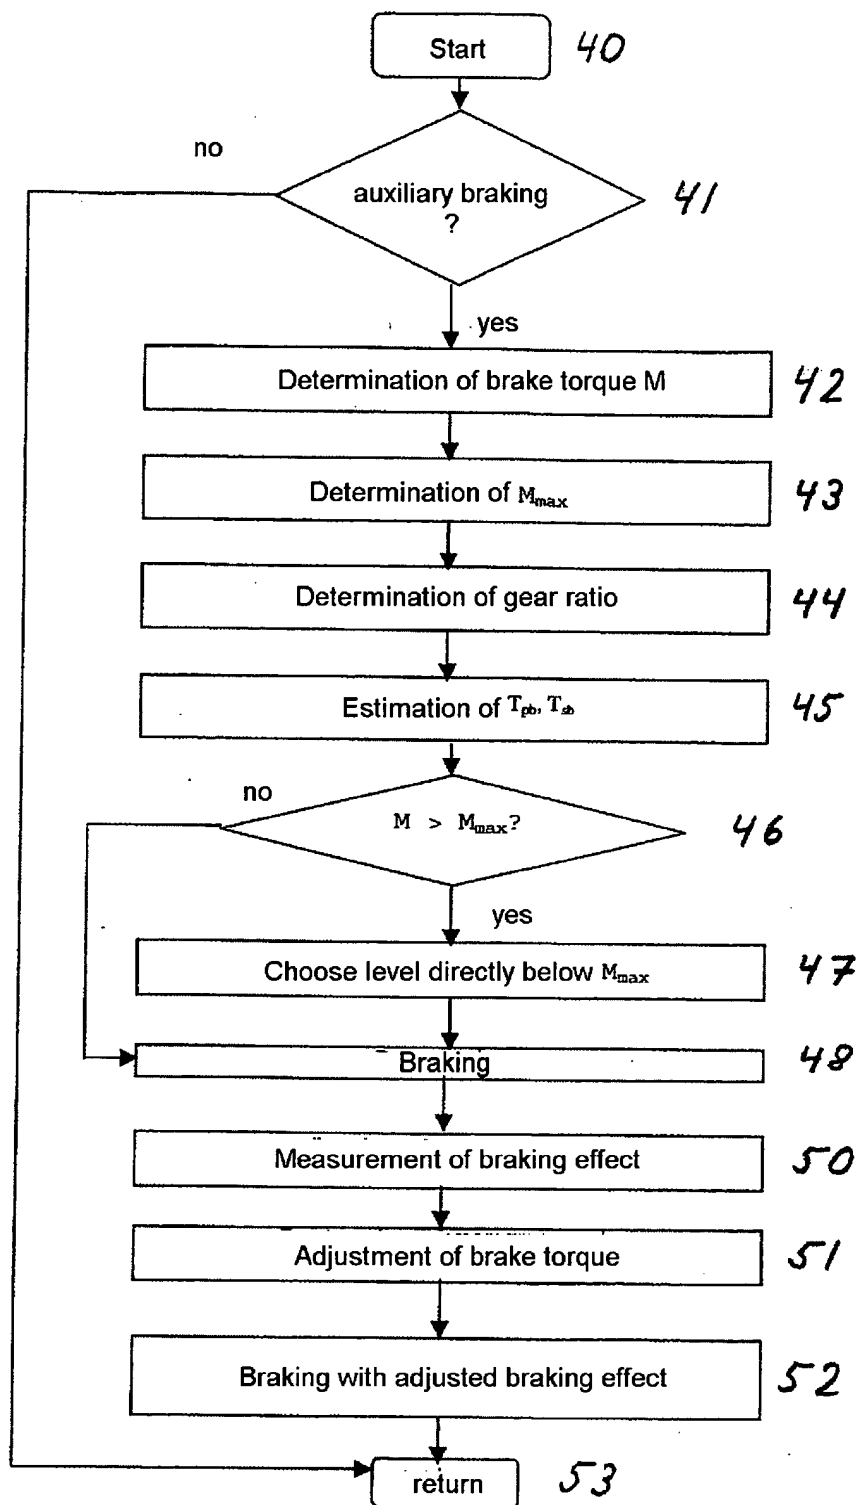 Start 40
no
auxiliary braking 41
?
yes
Determination of brake torque M 42
Determination of Mmax 43
Determination of gear ratio 44
Estimation of Tpb, Tsb 45
no
M > Mmax? 46
yes
Choose level directly below Mmax 47
Braking 48
Measurement of braking effect 50
Adjustment of brake torque 51
Braking with adjusted braking effect 52
return 53